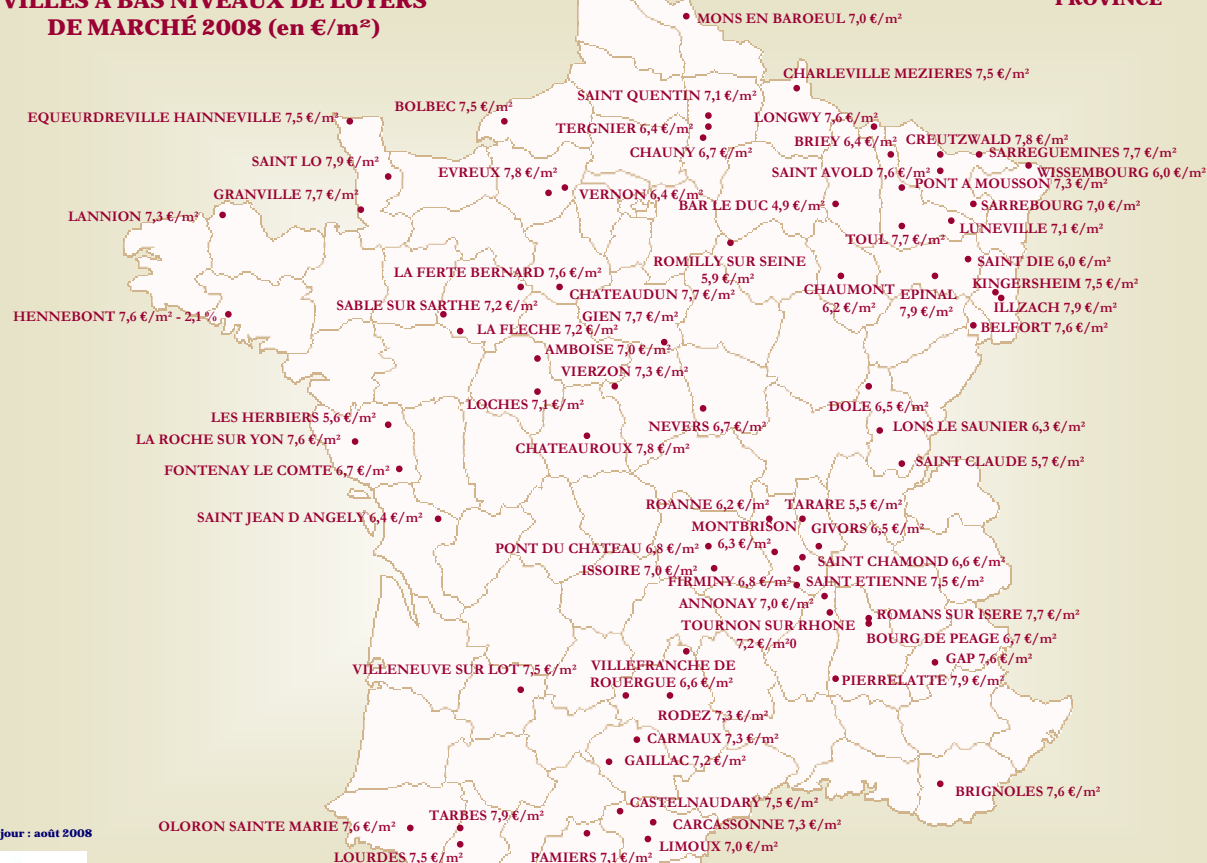 VILLES A BAS NIVEAUX DE LOYERS
DE MARCHÉ 2008 (en €/m²)
PROVINCE
MONS EN BAROEUL 7,0 €/m²
CHARLEVILLE MEZIERES 7,5 €/m²
SAINT QUENTIN 7,1 €/m²
BOLBEC 7,5 €/m²
EQUEURDREVILLE HAINNEVILLE 7,5 €/m²
LONGWY 7,6 €/m²
TERGNIER 6,4 €/m²
BRIEY 6,4 €/m²
CREUTZWALD 7,8 €/m²
CHAUNY 6,7 €/m²
SARREGUEMINES 7,7 €/m²
SAINT LO 7,9 €/m²
EVREUX 7,8 €/m²
SAINT AVOLD 7,6 €/m²
WISSEMBOURG 6,0 €/m²
PONT A MOUSSON 7,3 €/m²
GRANVILLE 7,7 €/m²
VERNON 6,4 €/m²
BAR LE DUC 4,9 €/m²
SARREBOURG 7,0 €/m²
LANNION 7,3 €/m²
LUNEVILLE 7,1 €/m²
TOUL 7,7 €/m²
ROMILLY SUR SEINE
5,9 €/m²
SAINT DIE 6,0 €/m²
LA FERTE BERNARD 7,6 €/m²
KINGERSHEIM 7,5 €/m²
CHAUMONT
6,2 €/m²
EPINAL
7,9 €/m²
CHATEAUDUN 7,7 €/m²
ILLZACH 7,9 €/m²
SABLE SUR SARTHE 7,2 €/m²
HENNEBONT 7,6 €/m² - 2,1 %
GIEN 7,7 €/m²
LA FLECHE 7,2 €/m²
BELFORT 7,6 €/m²
AMBOISE 7,0 €/m²
VIERZON 7,3 €/m²
LOCHES 7,1 €/m²
DOLE 6,5 €/m²
LES HERBIERS 5,6 €/m²
NEVERS 6,7 €/m²
LONS LE SAUNIER 6,3 €/m²
LA ROCHE SUR YON 7,6 €/m²
CHATEAUROUX 7,8 €/m²
SAINT CLAUDE 5,7 €/m²
FONTENAY LE COMTE 6,7 €/m²
ROANNE 6,2 €/m²
TARARE 5,5 €/m²
SAINT JEAN D ANGELY 6,4 €/m²
MONTBRISON
6,3 €/m²
GIVORS 6,5 €/m²
PONT DU CHATEAU 6,8 €/m²
SAINT CHAMOND 6,6 €/m²
ISSOIRE 7,0 €/m²
FIRMINY 6,8 €/m²
SAINT ETIENNE 7,5 €/m²
ANNONAY 7,0 €/m²
ROMANS SUR ISERE 7,7 €/m²
TOURNON SUR RHONE
7,2 €/m²0
BOURG DE PEAGE 6,7 €/m²
GAP 7,6 €/m²
VILLENEUVE SUR LOT 7,5 €/m²
VILLEFRANCHE DE
ROUERGUE 6,6 €/m²
PIERRELATTE 7,9 €/m²
RODEZ 7,3 €/m²
CARMAUX 7,3 €/m²
GAILLAC 7,2 €/m²
BRIGNOLES 7,6 €/m²
CASTELNAUDARY 7,5 €/m²
TARBES 7,9 €/m²
OLORON SAINTE MARIE 7,6 €/m²
CARCASSONNE 7,3 €/m²
jour : août 2008
LIMOUX 7,0 €/m²
LOURDES 7,5 €/m²
PAMIERS 7,1 €/m²